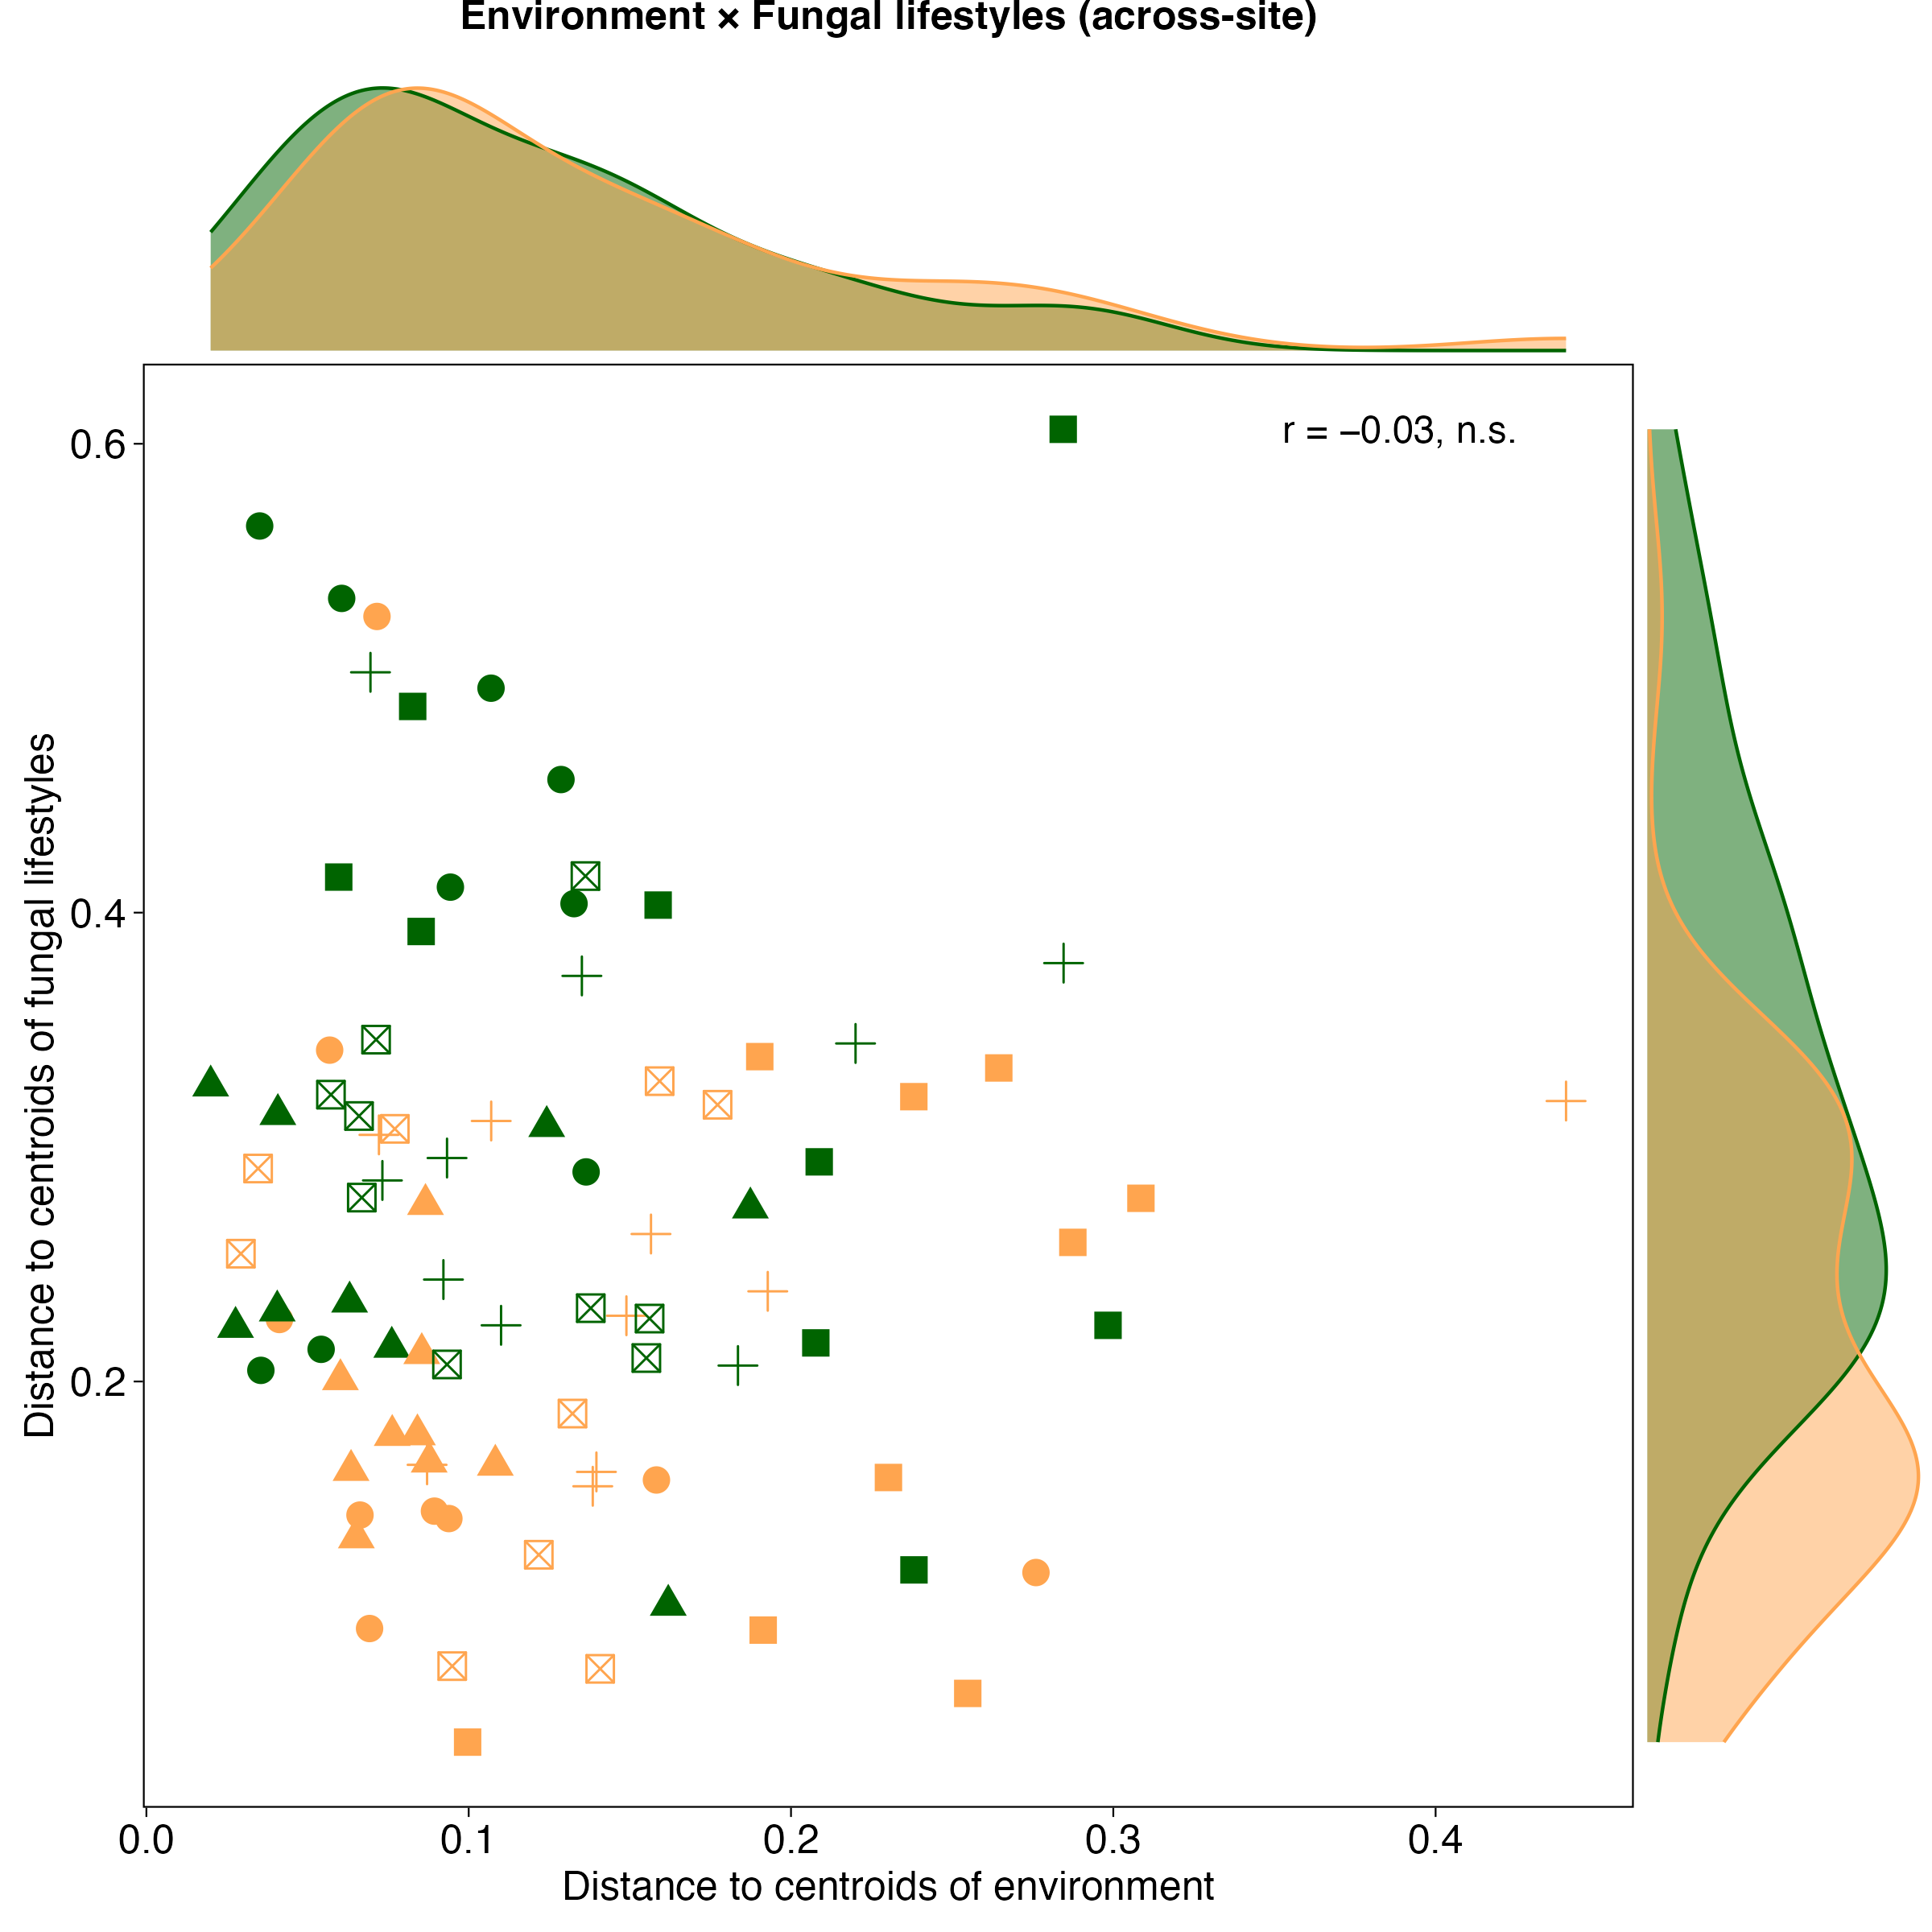 Environment × Fungal lifestyles (across-site)
r = −0.03, n.s.
0.6
0.4
0.2
Distance to centroids of fungal lifestyles
0.0 0.1 0.2 0.3 0.4
Distance to centroids of environment